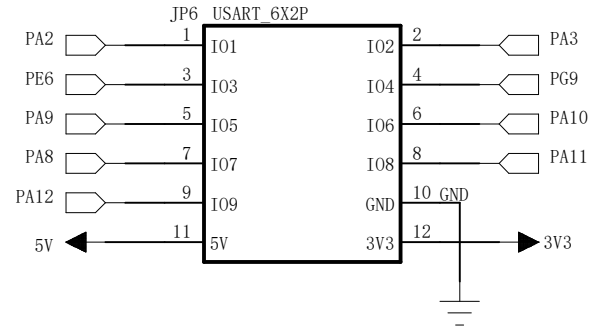 JP6 USART_6X2P
PA2 1 IO1 IO2 2 PA3
PE6 3 IO3 IO4 4 PG9
PA9 5 IO5 IO6 6 PA10
PA8 7 IO7 IO8 8 PA11
PA12 9 IO9 GND 10 GND
5V 11 5V 3V3 12 3V3